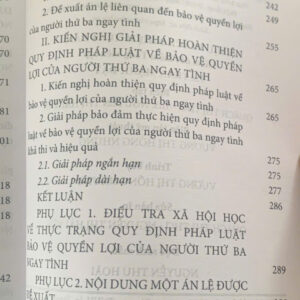 2. Đề xuất án lệ liên quan đến bảo vệ quyền lợi
của người thứ ba ngay tình 249
II. KIẾN NGHỊ GIẢI PHÁP HOÀN THIỆN
QUY ĐỊNH PHÁP LUẬT VỀ BẢO VỆ QUYỀN
LỢI CỦA NGƯỜI THỨ BA NGAY TÌNH 265
1. Kiến nghị hoàn thiện quy định pháp luật về
bảo vệ quyền lợi của người thứ ba ngay tình 265
2. Giải pháp bảo đảm thực hiện quy định pháp
luật về bảo vệ quyền lợi của người thứ ba ngay tình
khả thi và hiệu quả 275
2.1. Giải pháp ngắn hạn 275
2.2. Giải pháp dài hạn 277
KẾT LUẬN 286
PHỤ LỤC 1. ĐIỀU TRA XÃ HỘI HỌC
VỀ THỰC TRẠNG QUY ĐỊNH PHÁP LUẬT
BẢO VỆ QUYỀN LỢI CỦA NGƯỜI THỨ BA
NGAY TÌNH 289
PHỤ LỤC 2. NỘI DUNG MỘT ÁN LỆ ĐƯỢC
ĐỀ XUẤT